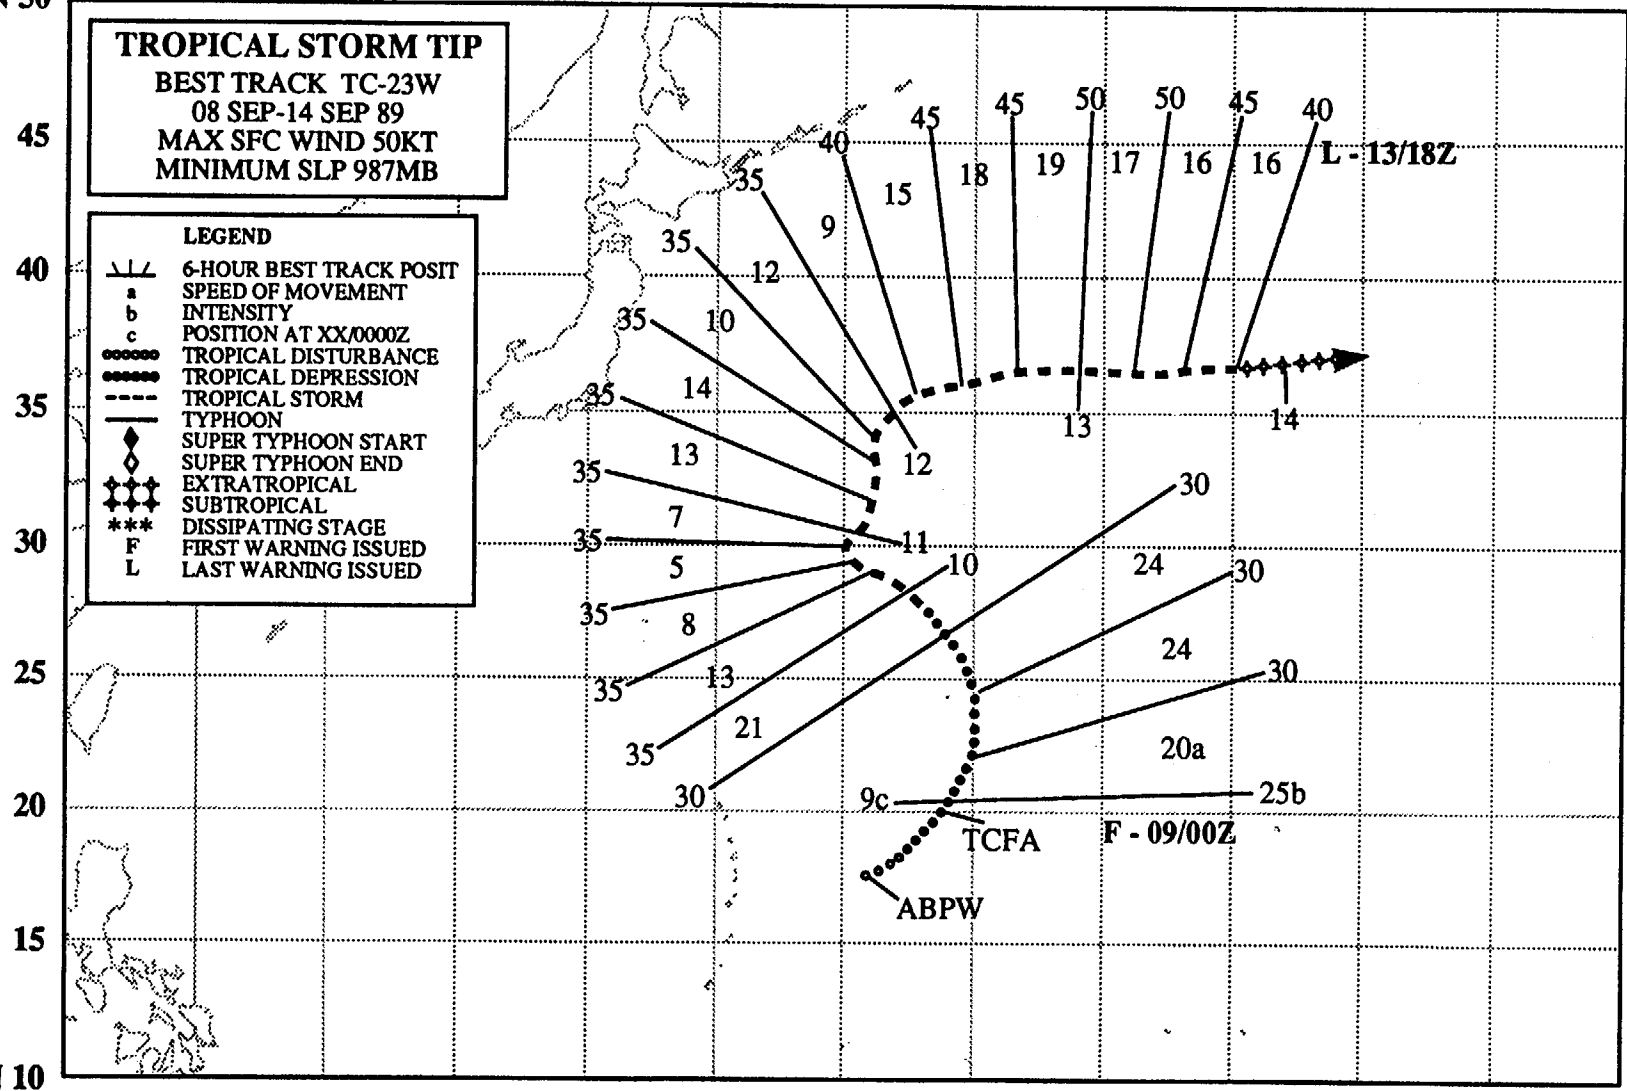 N 50
TROPICAL STORM TIP
BEST TRACK TC-23W
08 SEP-14 SEP 89
MAX SFC WIND 50KT
MINIMUM SLP 987MB
LEGEND
6-HOUR BEST TRACK POSIT
a SPEED OF MOVEMENT
b INTENSITY
c POSITION AT XX/0000Z
TROPICAL DISTURBANCE
TROPICAL DEPRESSION
TROPICAL STORM
TYPHOON
SUPER TYPHOON START
SUPER TYPHOON END
EXTRATROPICAL
SUBTROPICAL
*** DISSIPATING STAGE
F FIRST WARNING ISSUED
L LAST WARNING ISSUED
45
40
35
30
25
20
15
N 10
35 40 45 45 50 50 45 40
9 15 18 19 17 16 16
L - 13/18Z
35
12
35
10
35
14
35
13
35
7
35
5
35
8
35
13
35
21
30
13
14
12
11
10
30
24
30
24
30
20a
9c
25b
TCFA
F - 09/00Z
ABPW